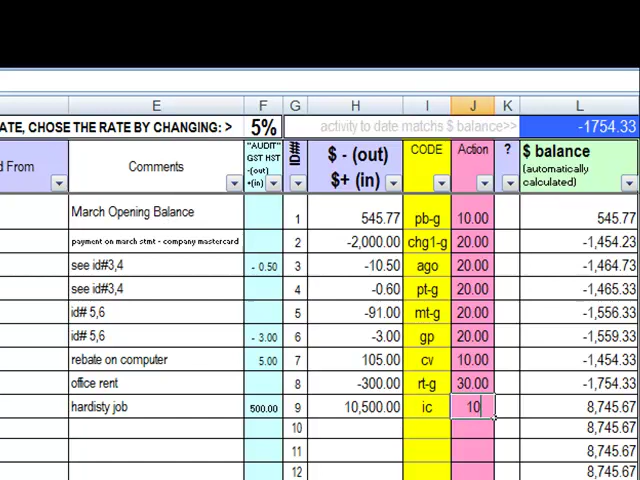 E F G H I J K L
ATE, CHOSE THE RATE BY CHANGING: > 5% activity to date matchs $ balance>> -1754.33
d From Comments "AUDIT" GST HST -(out) +(in) ID# $ - (out) $+ (in) CODE Action ? $ balance (automatically calculated)
March Opening Balance 1 545.77 pb-g 10.00 545.77
payment on march stmt - company mastercard 2 -2,000.00 chg1-g 20.00 -1,454.23
see id#3,4 - 0.50 3 -10.50 ago 20.00 -1,464.73
see id#3,4 4 -0.60 pt-g 20.00 -1,465.33
id# 5,6 5 -91.00 mt-g 20.00 -1,556.33
id# 5,6 - 3.00 6 -3.00 gp 20.00 -1,559.33
rebate on computer 5.00 7 105.00 cv 10.00 -1,454.33
office rent 8 -300.00 rt-g 30.00 -1,754.33
hardisty job 500.00 9 10,500.00 ic 10 8,745.67
10 8,745.67
11 8,745.67
12 8,745.67